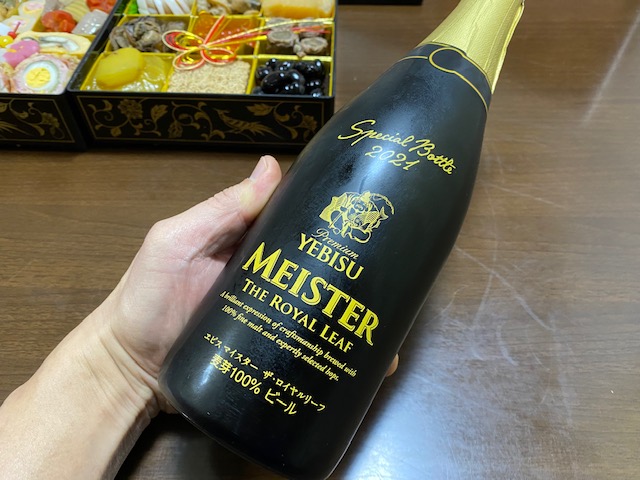 Special Bottle
2021
Premium
YEBISU
MEISTER
THE ROYAL LEAF
A brilliant expression of craftsmanship brewed with
100% fine malt and expertly selected hops.
ヱビス マイスター ザ・ロイヤルリーフ
麦芽100% ビール